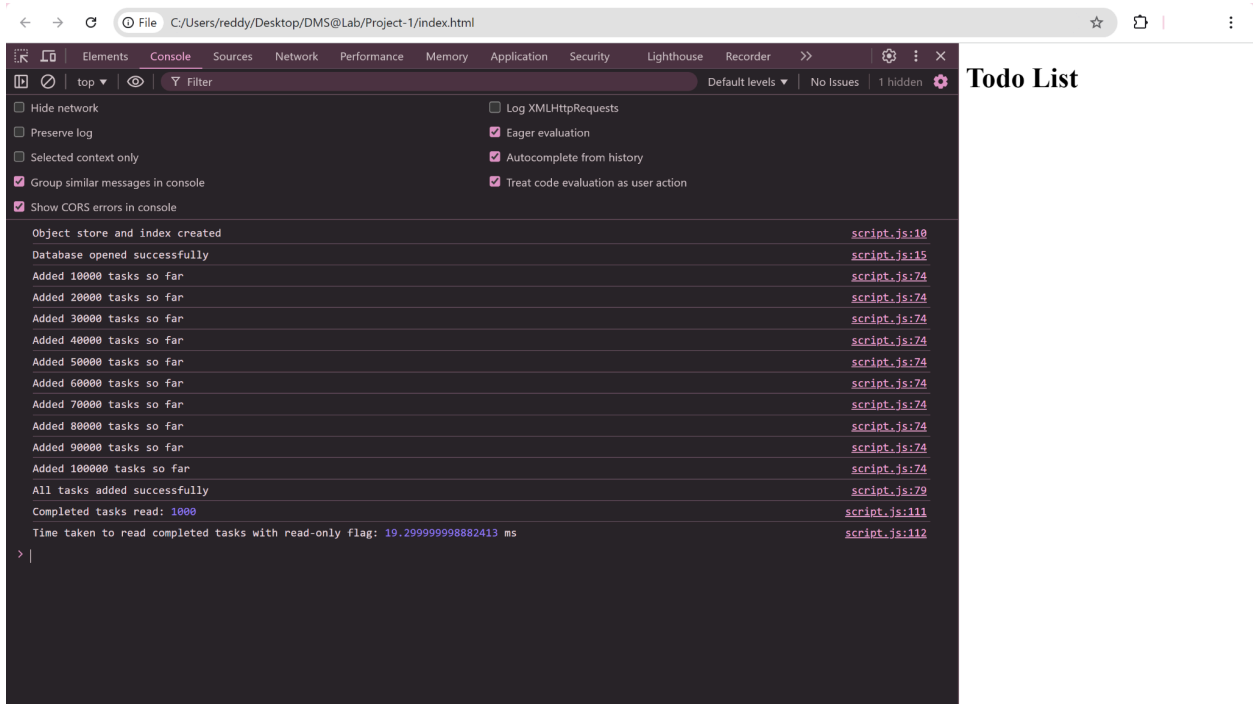 File C:/Users/reddy/Desktop/DMS@Lab/Project-1/index.html
Elements Console Sources Network Performance Memory Application Security Lighthouse Recorder
top Filter Default levels No Issues 1 hidden
Hide network Log XMLHttpRequests
Preserve log Eager evaluation
Selected context only Autocomplete from history
Group similar messages in console Treat code evaluation as user action
Show CORS errors in console
Object store and index created script.js:10
Database opened successfully script.js:15
Added 10000 tasks so far script.js:74
Added 20000 tasks so far script.js:74
Added 30000 tasks so far script.js:74
Added 40000 tasks so far script.js:74
Added 50000 tasks so far script.js:74
Added 60000 tasks so far script.js:74
Added 70000 tasks so far script.js:74
Added 80000 tasks so far script.js:74
Added 90000 tasks so far script.js:74
Added 100000 tasks so far script.js:74
All tasks added successfully script.js:79
Completed tasks read: 1000 script.js:111
Time taken to read completed tasks with read-only flag: 19.299999998882413 ms script.js:112
Todo List